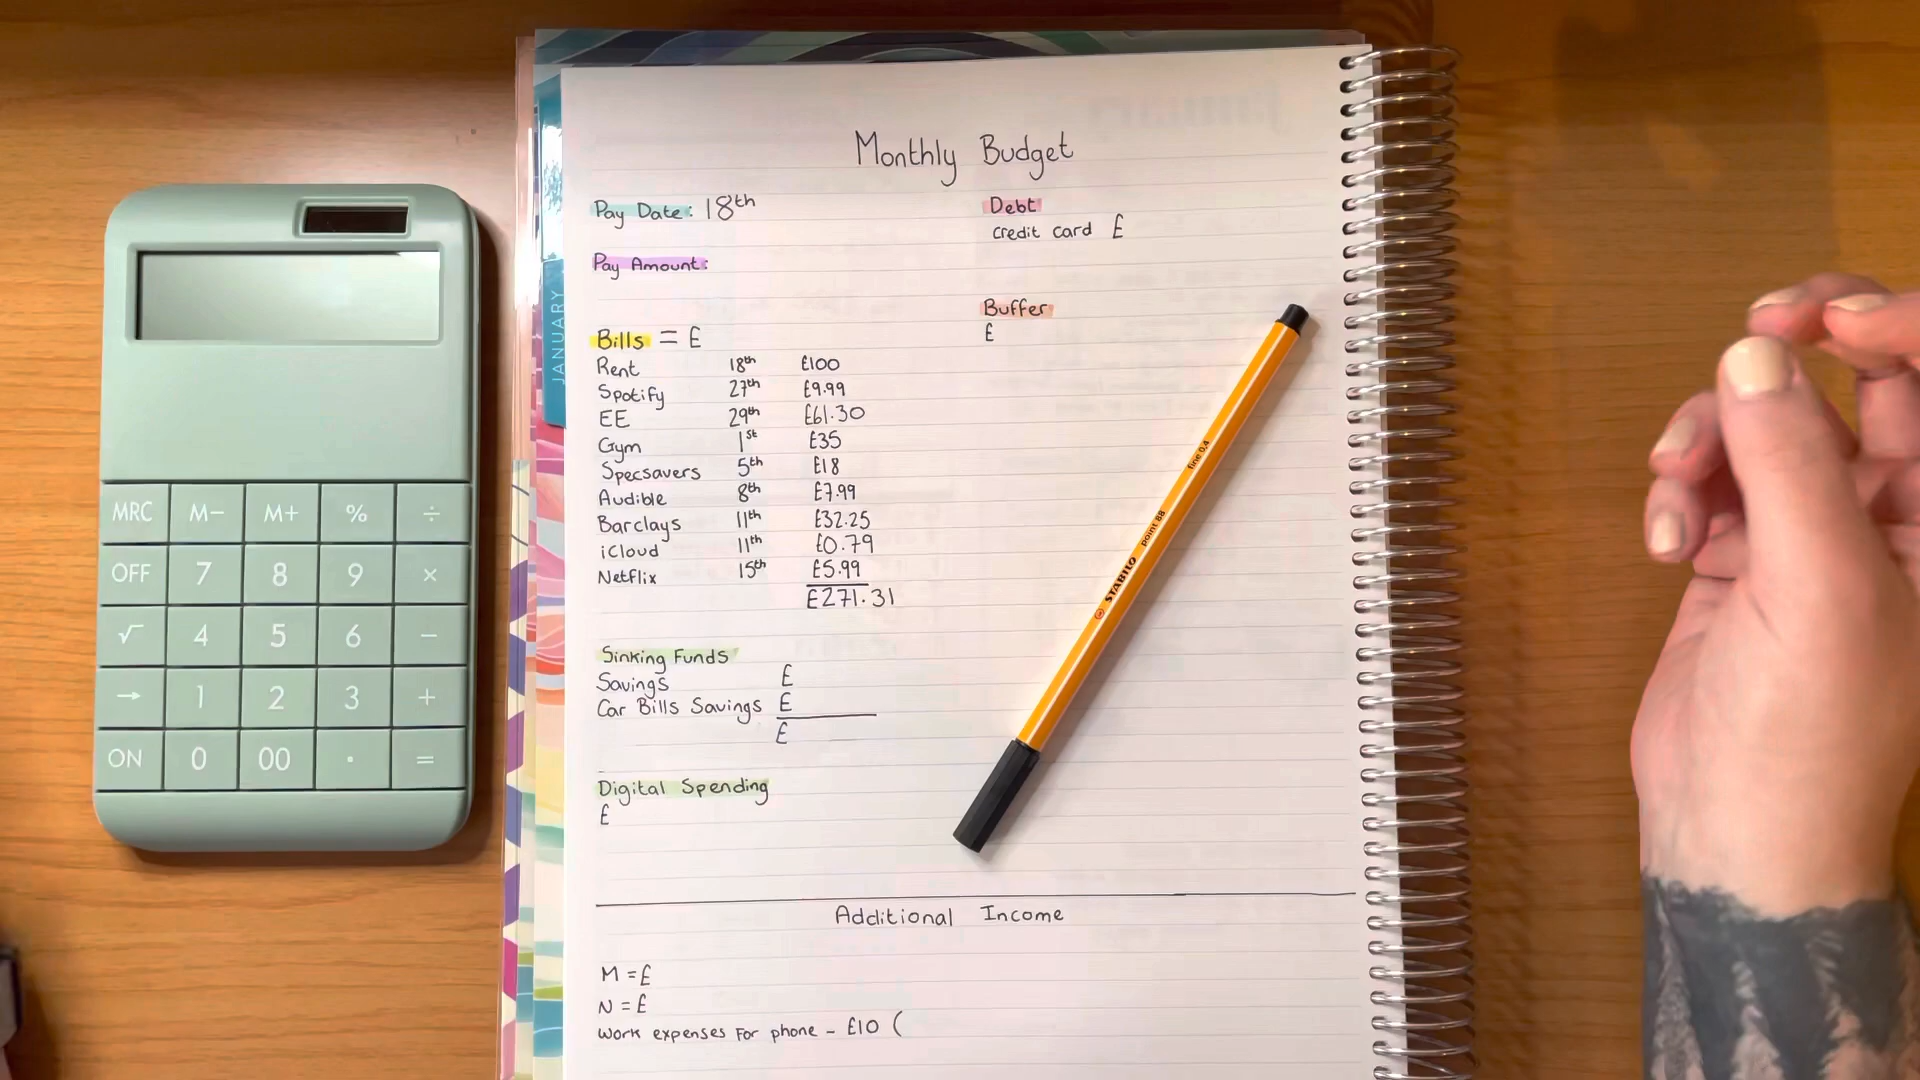 Monthly Budget
Pay Date: 18th
Pay Amount:
Bills = £
Rent 18th £100
Spotify 27th £9.99
EE 29th £61.30
Gym 1st £35
Specsavers 5th £18
Audible 8th £7.99
Barclays 11th £32.25
iCloud 11th £0.79
Netflix 15th £5.99
£271.31
Sinking Funds
Savings £
Car Bills Savings £
£
Digital Spending
£
Debt
credit card £
Buffer
£
Additional Income
M = £
N = £
Work expenses for phone - £10 (
JANUARY
STABILO point 88 fine 0,4
MRC M− M+ % ÷
OFF 7 8 9 ×
√ 4 5 6 −
→ 1 2 3 +
ON 0 00 · =